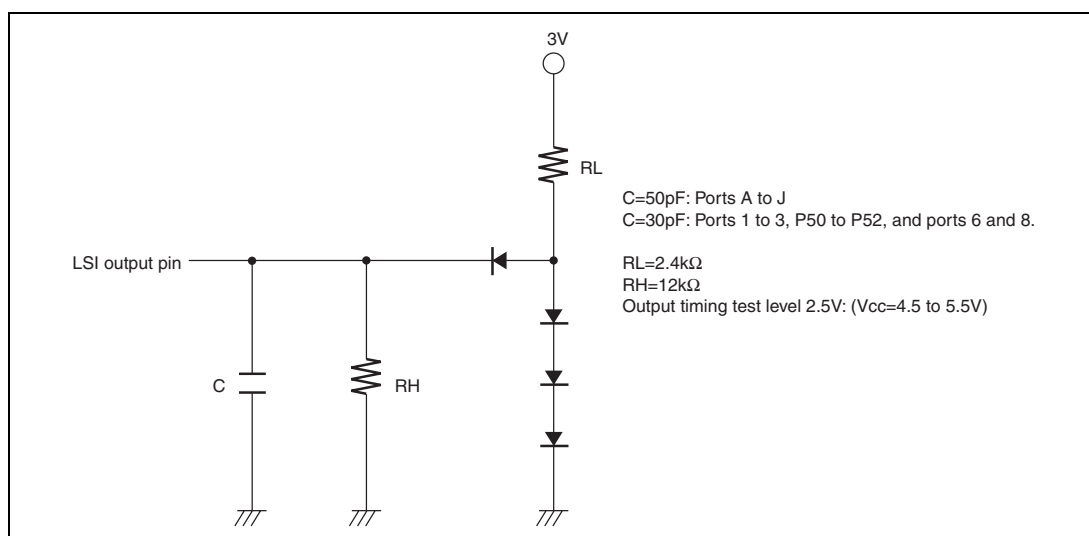 3V
RL
C=50pF: Ports A to J
C=30pF: Ports 1 to 3, P50 to P52, and ports 6 and 8.
LSI output pin
RL=2.4kΩ
RH=12kΩ
Output timing test level 2.5V: (Vcc=4.5 to 5.5V)
C
RH